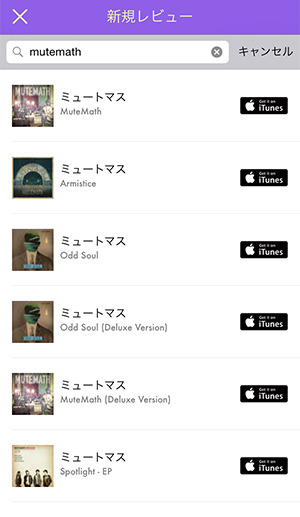 新規レビュー
mutemath キャンセル
ミュートマス
MuteMath
Get it on
iTunes
ミュートマス
Armistice
Get it on
iTunes
ミュートマス
Odd Soul
Get it on
iTunes
ミュートマス
Odd Soul (Deluxe Version)
Get it on
iTunes
ミュートマス
MuteMath (Deluxe Version)
Get it on
iTunes
ミュートマス
Spotlight - EP
Get it on
iTunes
MUTEMATH
MUTEMATH